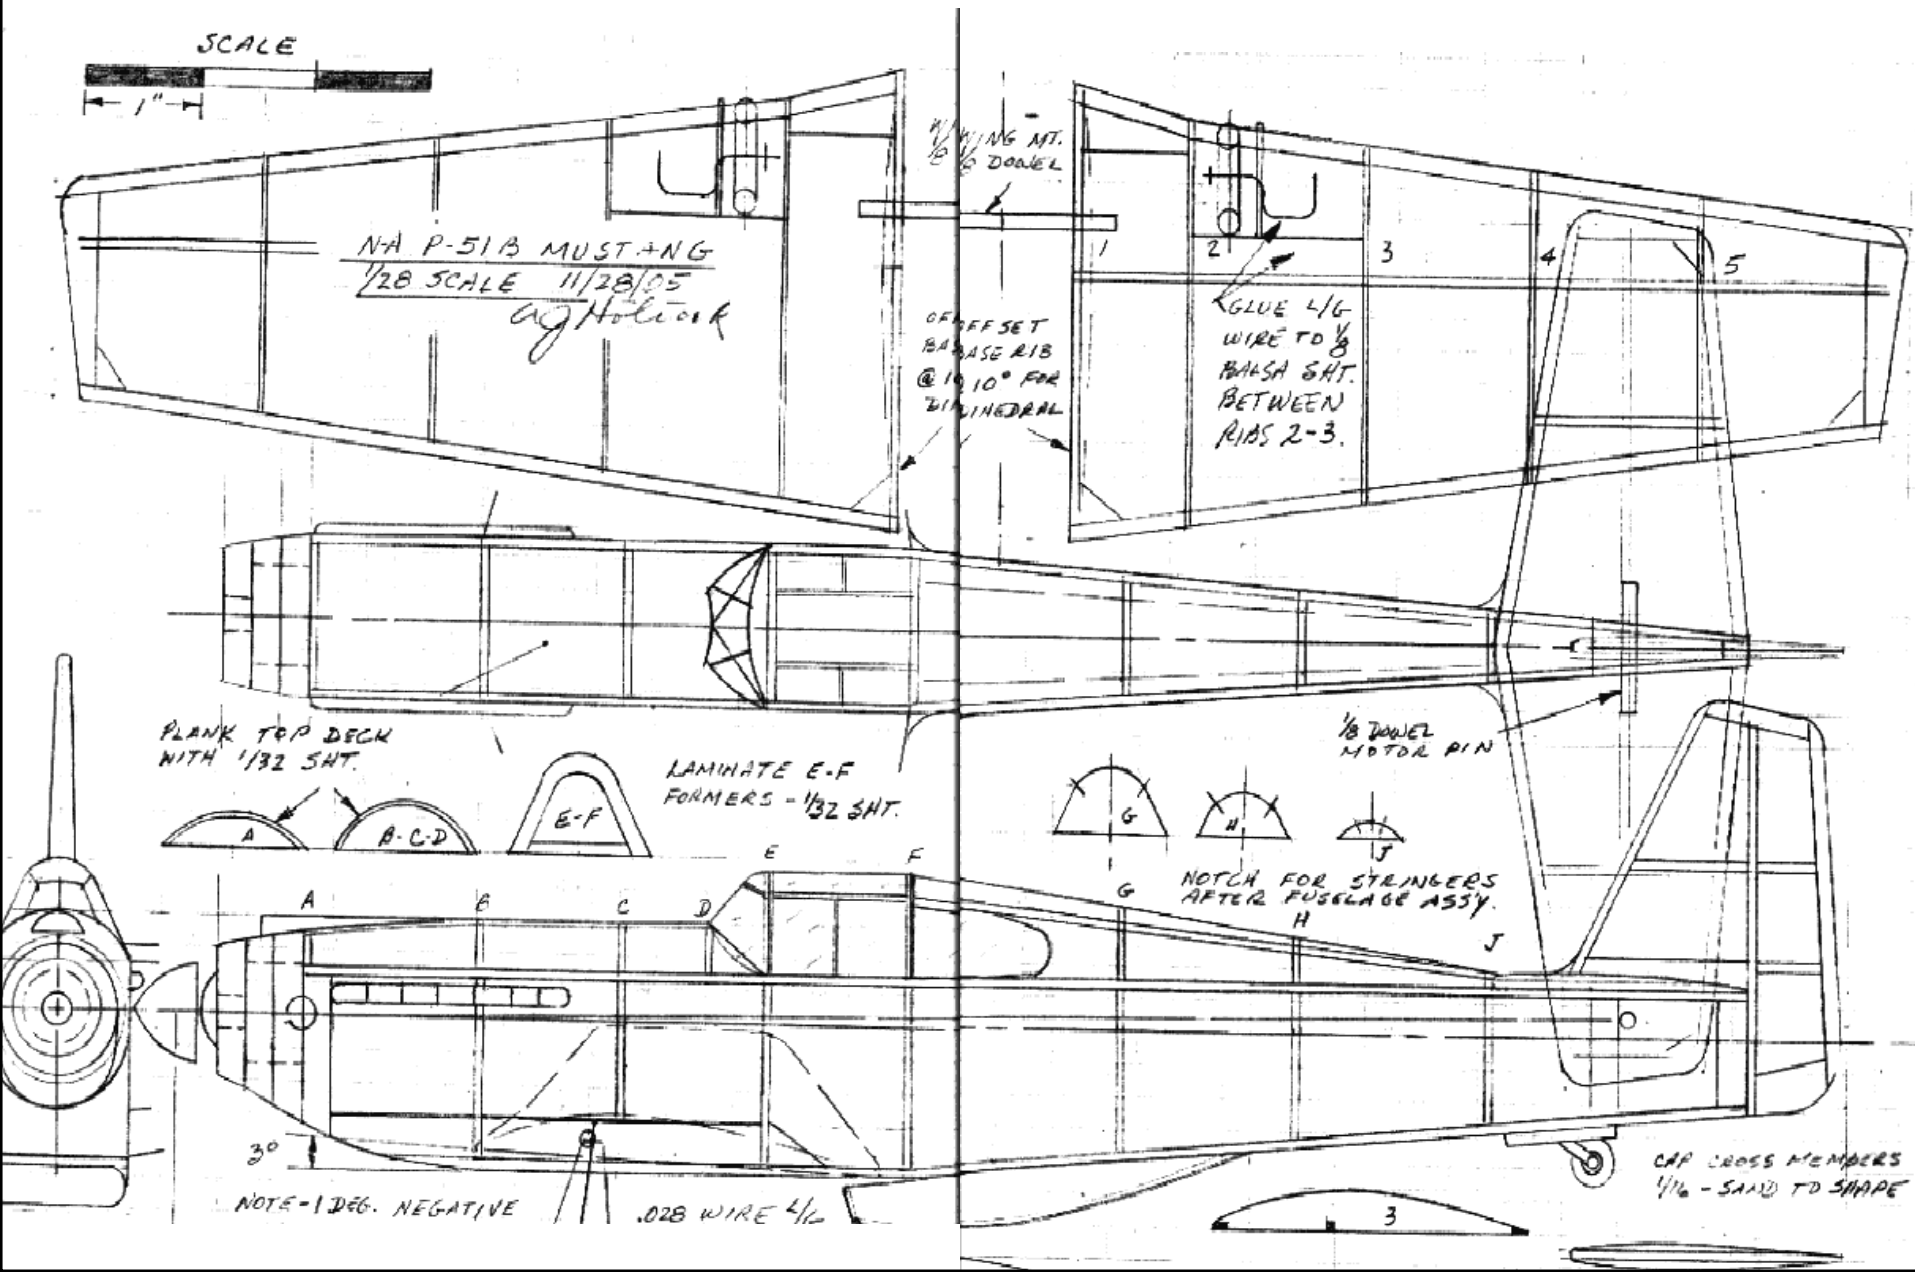 SCALE
1"
N-A P-51B MUSTANG
1/28 SCALE 11/28/05
W/ WING MT.
1/8 DOWEL
OFFSET
BASE RIB
@ 10° FOR
DIHEDRAL
1
2
3
4
5
GLUE L/G
WIRE TO 1/8
BALSA SHT.
BETWEEN
RIBS 2-3.
PLANK TOP DECK
WITH 1/32 SHT.
LAMINATE E-F
FORMERS - 1/32 SHT.
1/8 DOWEL
MOTOR PIN
A
B-C-D
E-F
G
H
J
NOTCH FOR STRINGERS
AFTER FUSELAGE ASSY.
A
B
C
D
E
F
G
H
J
3°
NOTE-1 DEG. NEGATIVE
.028 WIRE L/G
CAP CROSS MEMBERS
1/16 - SAND TO SHAPE
3